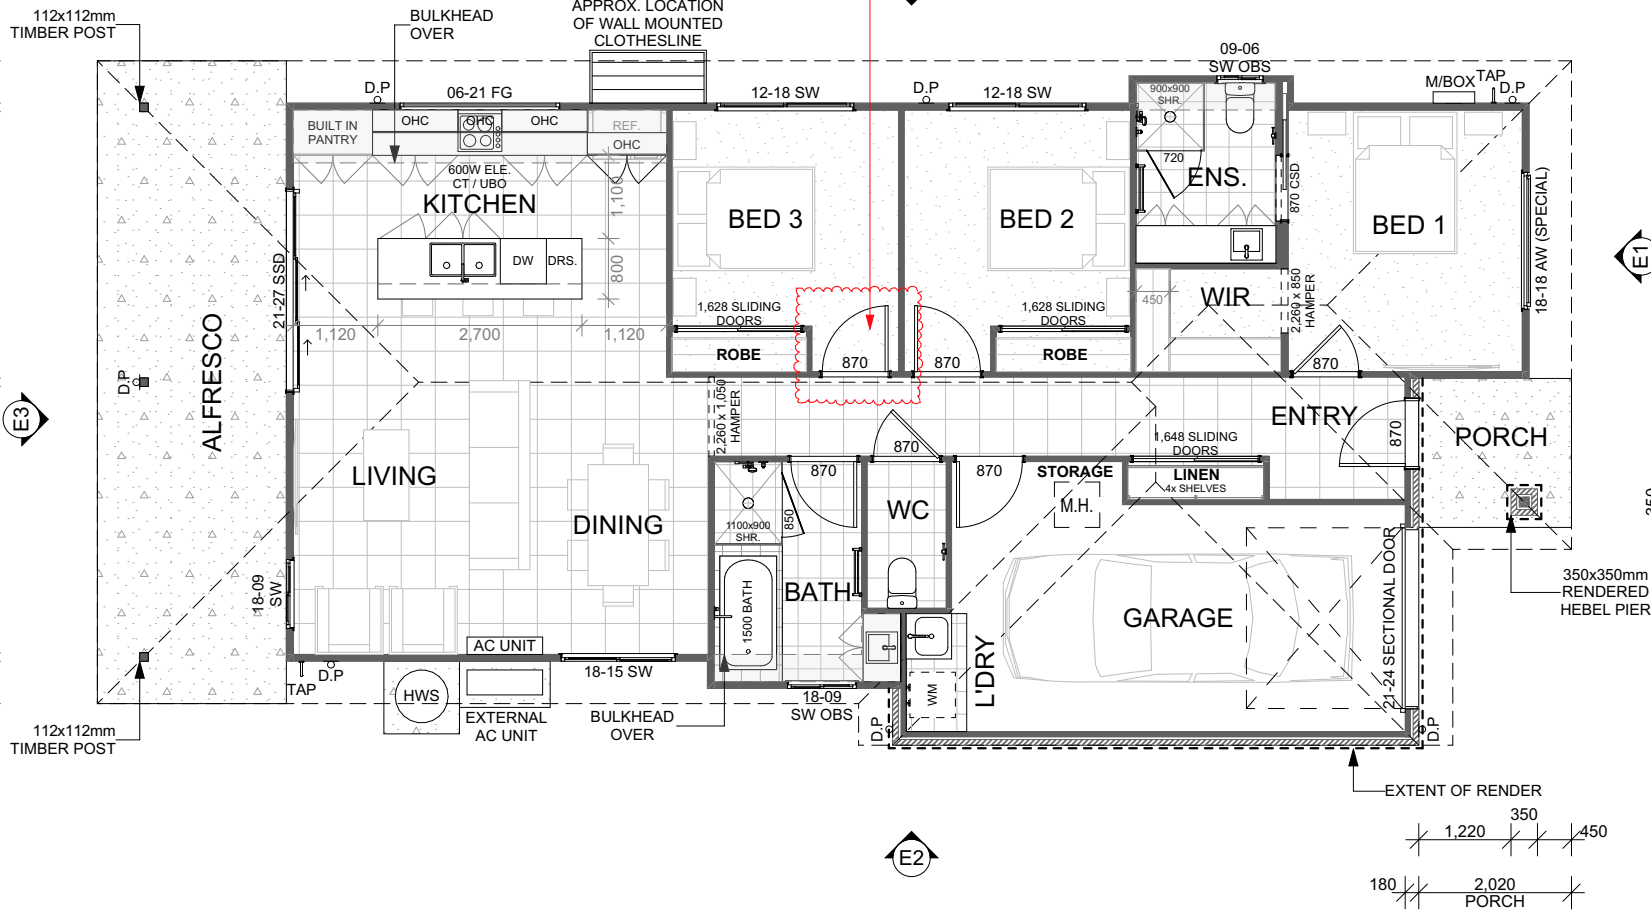 112x112mm
TIMBER POST
BULKHEAD
OVER
APPROX. LOCATION
OF WALL MOUNTED
CLOTHESLINE
09-06
SW OBS
D.P
06-21 FG
12-18 SW
D.P
12-18 SW
M/BOX
TAP
D.P
BUILT IN
PANTRY
OHC
OHC
OHC
REF.
OHC
900x900
SHR.
720
ENS.
870 CSD
600W ELE.
CT / UBO
KITCHEN
1,100
BED 3
BED 2
BED 1
18-18 AW (SPECIAL)
E1
DW
DRS.
800
21-27 SSD
1,120
2,700
1,120
1,628 SLIDING
DOORS
ROBE
870
870
1,628 SLIDING
DOORS
ROBE
450
WIR
2,260 x 850
HAMPER
870
ALFRESCO
D.P
E3
2,260 x 1,050
HAMPER
ENTRY
870
PORCH
LIVING
DINING
870
870
870
STORAGE
M.H.
1,648 SLIDING
DOORS
LINEN
4x SHELVES
1100x900
SHR.
850
WC
BATH
1500 BATH
18-09
SW
GARAGE
21-24 SECTIONAL DOOR
350
350x350mm
RENDERED
HEBEL PIER
AC UNIT
TAP
D.P
18-15 SW
HWS
EXTERNAL
AC UNIT
BULKHEAD
OVER
18-09
SW OBS
L'DRY
WM
D.P
D.P
112x112mm
TIMBER POST
EXTENT OF RENDER
E2
1,220
350
450
180
2,020
PORCH